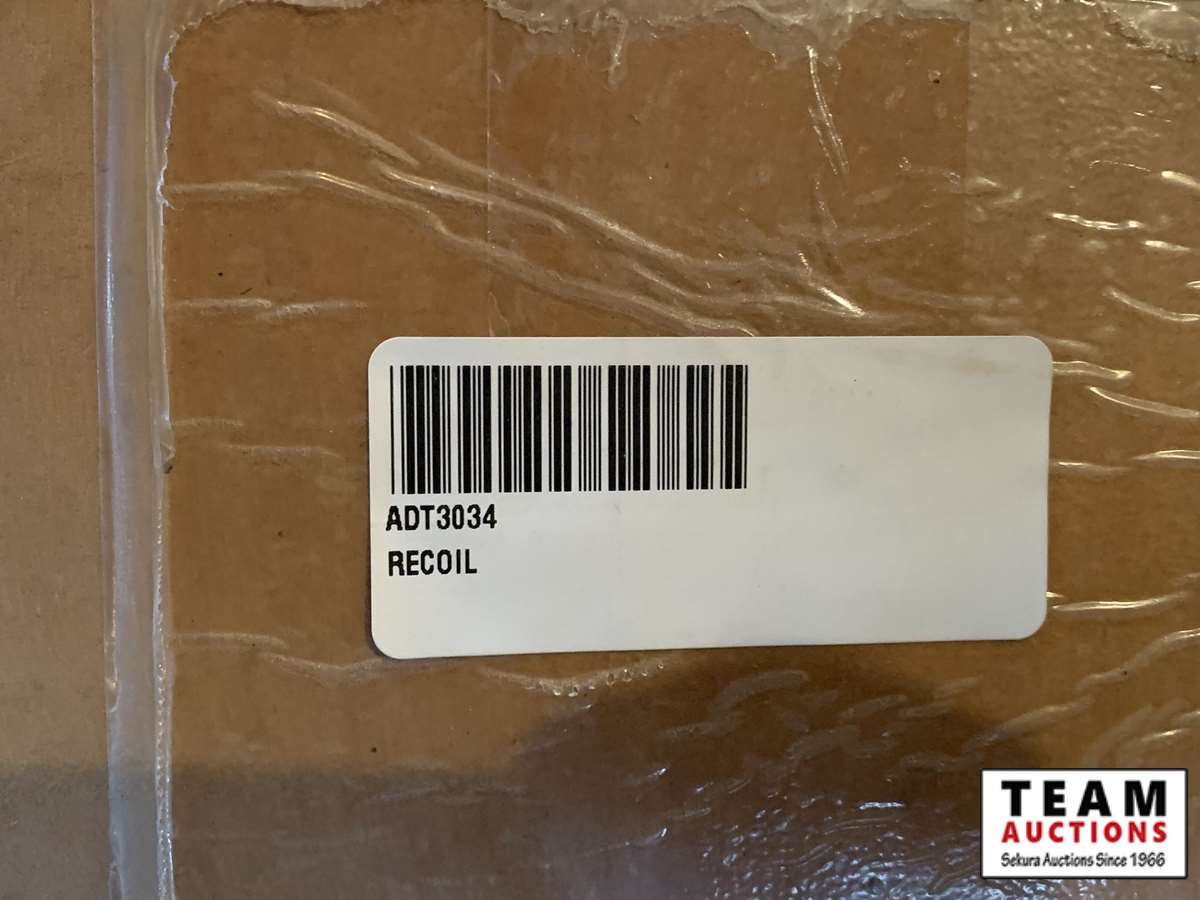 ADT3034
RECOIL
TEAM
AUCTIONS
Sekura Auctions Since 1966